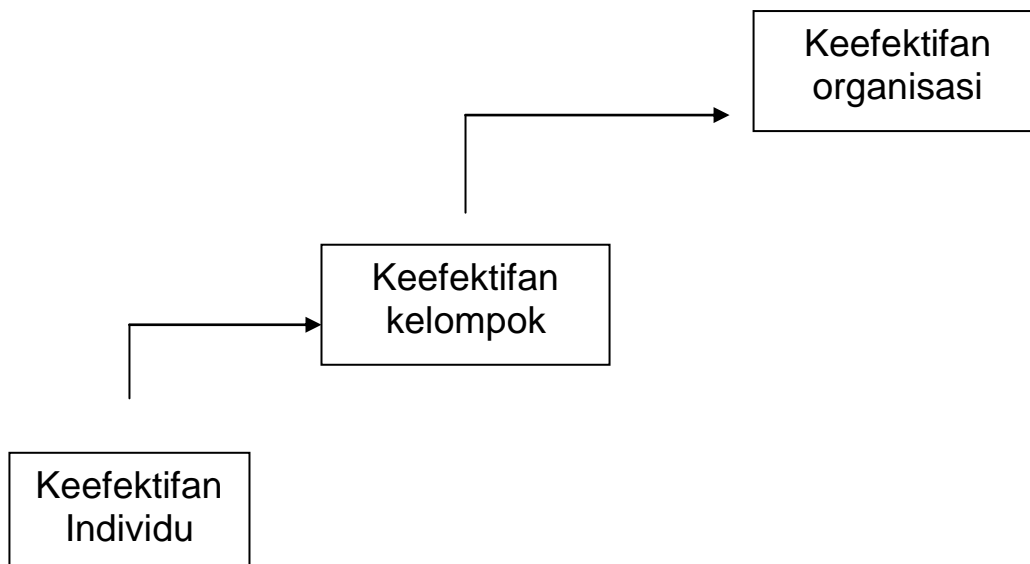 Keefektifan
organisasi
Keefektifan
kelompok
Keefektifan
Individu